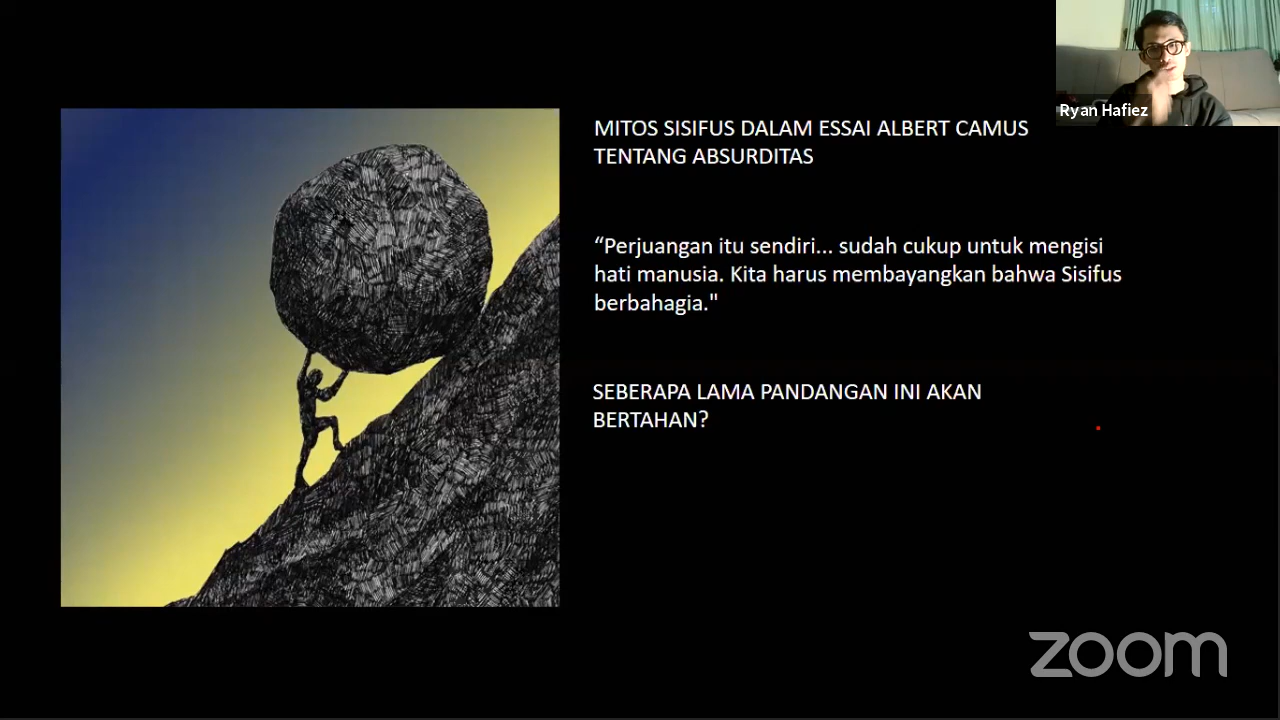 Ryan Hafiez
MITOS SISIFUS DALAM ESSAI ALBERT CAMUS
TENTANG ABSURDITAS
“Perjuangan itu sendiri... sudah cukup untuk mengisi
hati manusia. Kita harus membayangkan bahwa Sisifus
berbahagia."
SEBERAPA LAMA PANDANGAN INI AKAN
BERTAHAN?
zoom